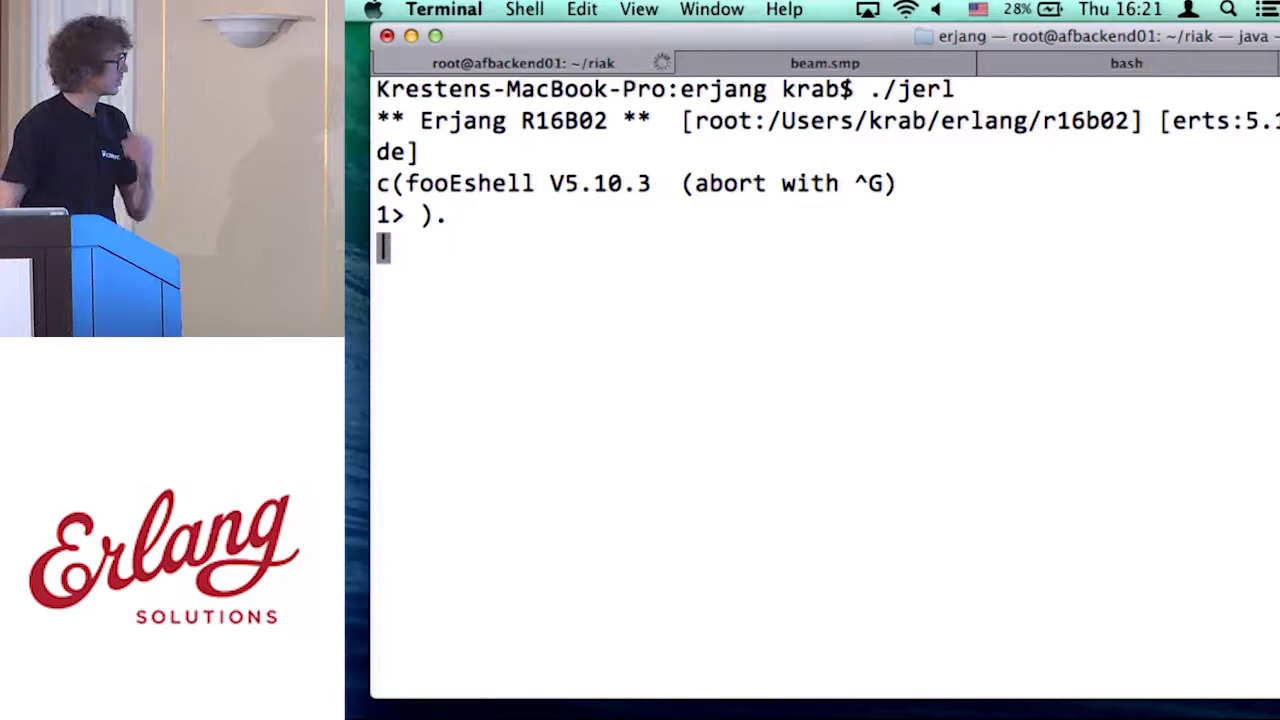 Terminal Shell Edit View Window Help 28% Thu 16:21
erjang — root@afbackend01: ~/riak — java —
root@afbackend01: ~/riak beam.smp bash
Krestens-MacBook-Pro:erjang krab$ ./jerl
** Erjang R16B02 ** [root:/Users/krab/erlang/r16b02] [erts:5.1
de]
c(fooEshell V5.10.3 (abort with ^G)
1> ).
Erlang
SOLUTIONS